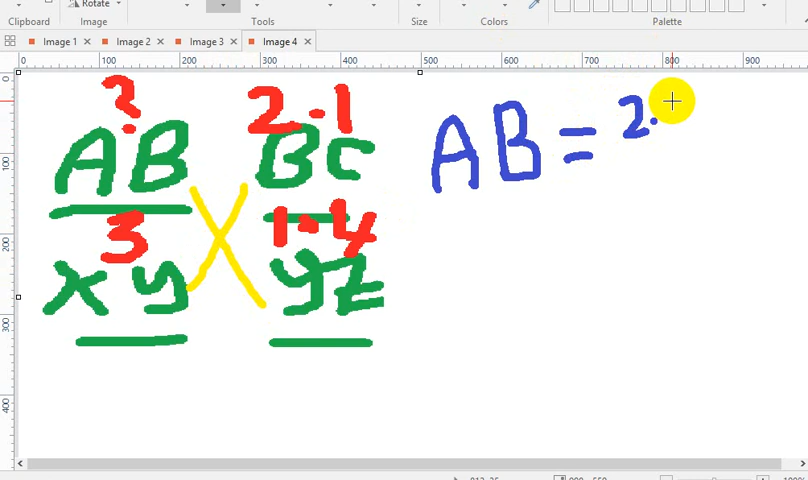 Rotate
Clipboard Image Tools Size Colors Palette
Image 1 Image 2 Image 3 Image 4
0 100 200 300 400 500 600 700 800 900
0
100
200
300
400
? 2.1
AB BC AB = 2.
3 1.4
xy yz